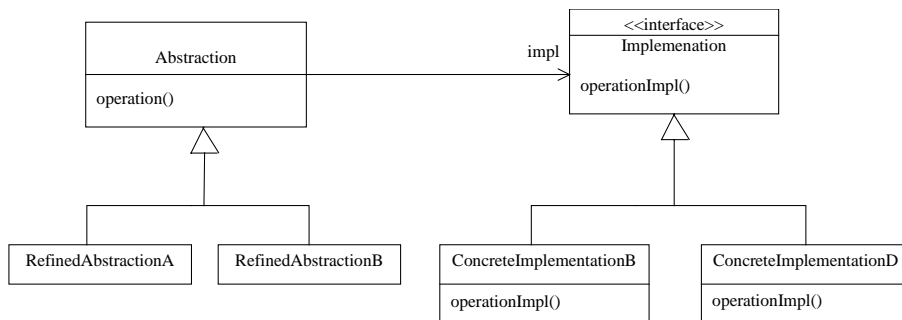 <<interface>>
Abstraction
impl
Implemenation
operation()
operationImpl()
RefinedAbstractionA
RefinedAbstractionB
ConcreteImplementationB
ConcreteImplementationD
operationImpl()
operationImpl()